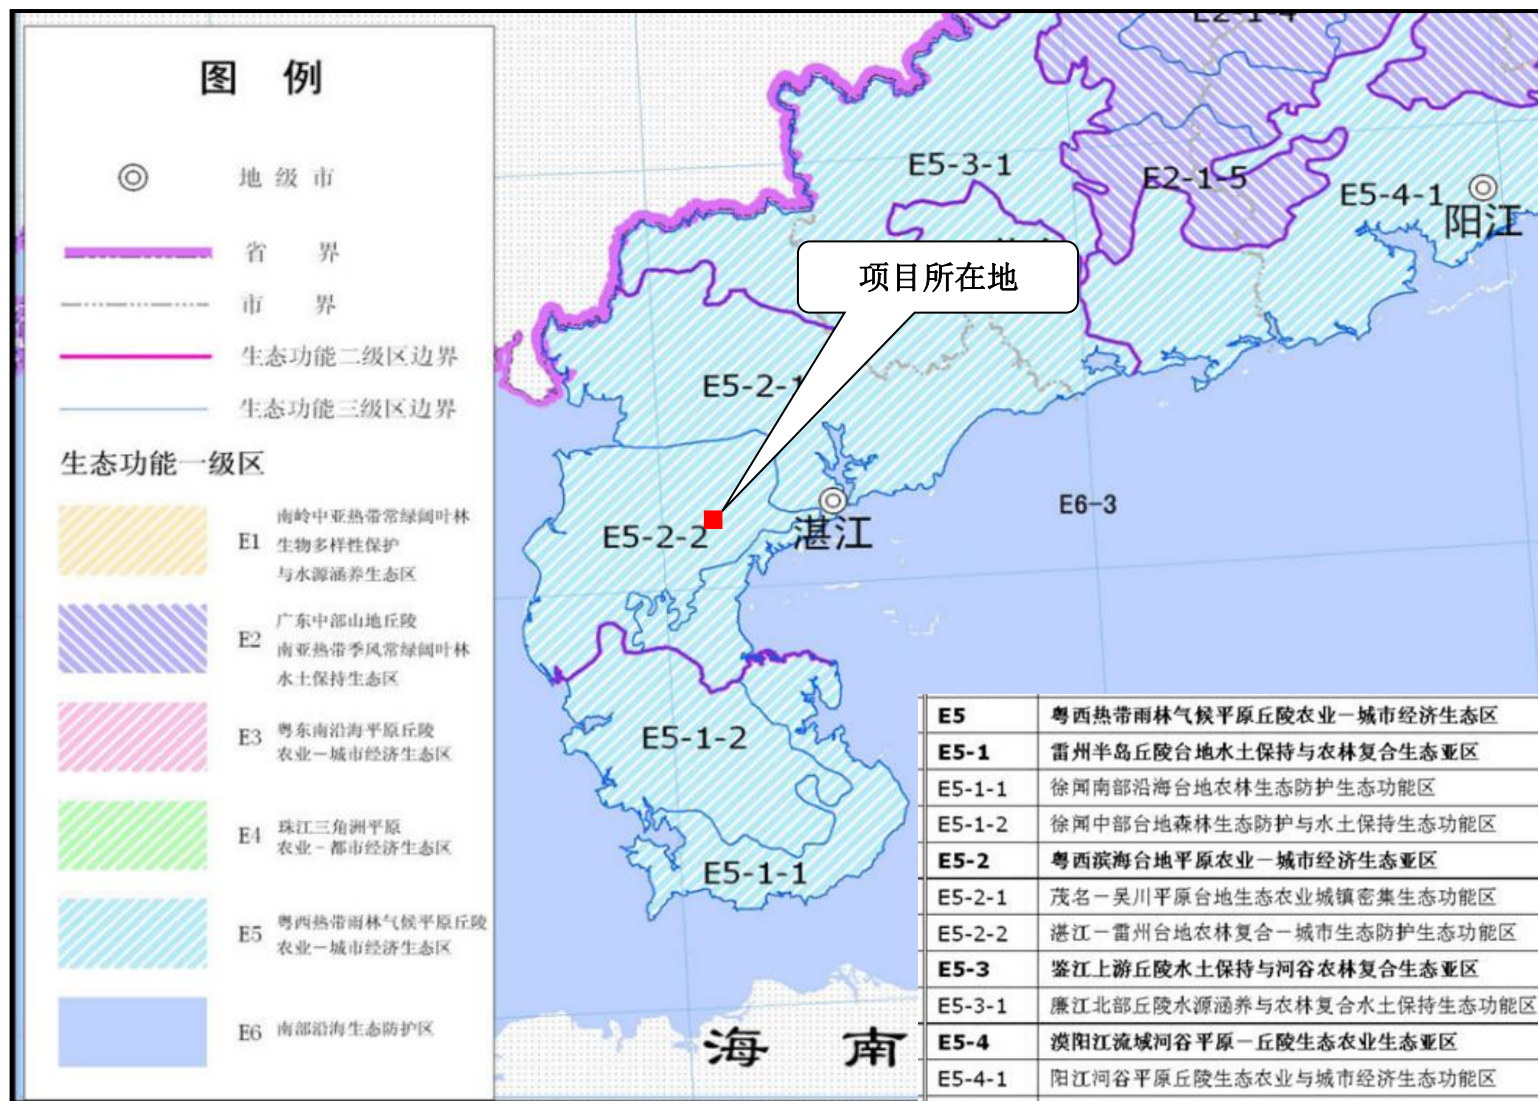 图 例
地级市
省 界
市 界
生态功能二级区边界
生态功能三级区边界
生态功能一级区
E1
南岭中亚热带常绿阔叶林
生物多样性保护
与水源涵养生态区
E2
广东中部山地丘陵
南亚热带季风常绿阔叶林
水土保持生态区
E3
粤东南沿海平原丘陵
农业－城市经济生态区
E4
珠江三角洲平原
农业－都市经济生态区
E5
粤西热带雨林气候平原丘陵
农业－城市经济生态区
E6
南部沿海生态防护区
E2-1-4
E5-3-1
E2-1-5
E5-4-1
阳江
项目所在地
E5-2-1
E6-3
E5-2-2
湛江
E5-1-2
E5-1-1
海 南
E5 粤西热带雨林气候平原丘陵农业－城市经济生态区
E5-1 雷州半岛丘陵台地水土保持与农林复合生态亚区
E5-1-1 徐闻南部沿海台地农林生态防护生态功能区
E5-1-2 徐闻中部台地森林生态防护与水土保持生态功能区
E5-2 粤西滨海台地平原农业－城市经济生态亚区
E5-2-1 茂名－吴川平原台地生态农业城镇密集生态功能区
E5-2-2 湛江－雷州台地农林复合－城市生态防护生态功能区
E5-3 鉴江上游丘陵水土保持与河谷农林复合生态亚区
E5-3-1 廉江北部丘陵水源涵养与农林复合水土保持生态功能区
E5-4 漠阳江流域河谷平原－丘陵生态农业生态亚区
E5-4-1 阳江河谷平原丘陵生态农业与城市经济生态功能区